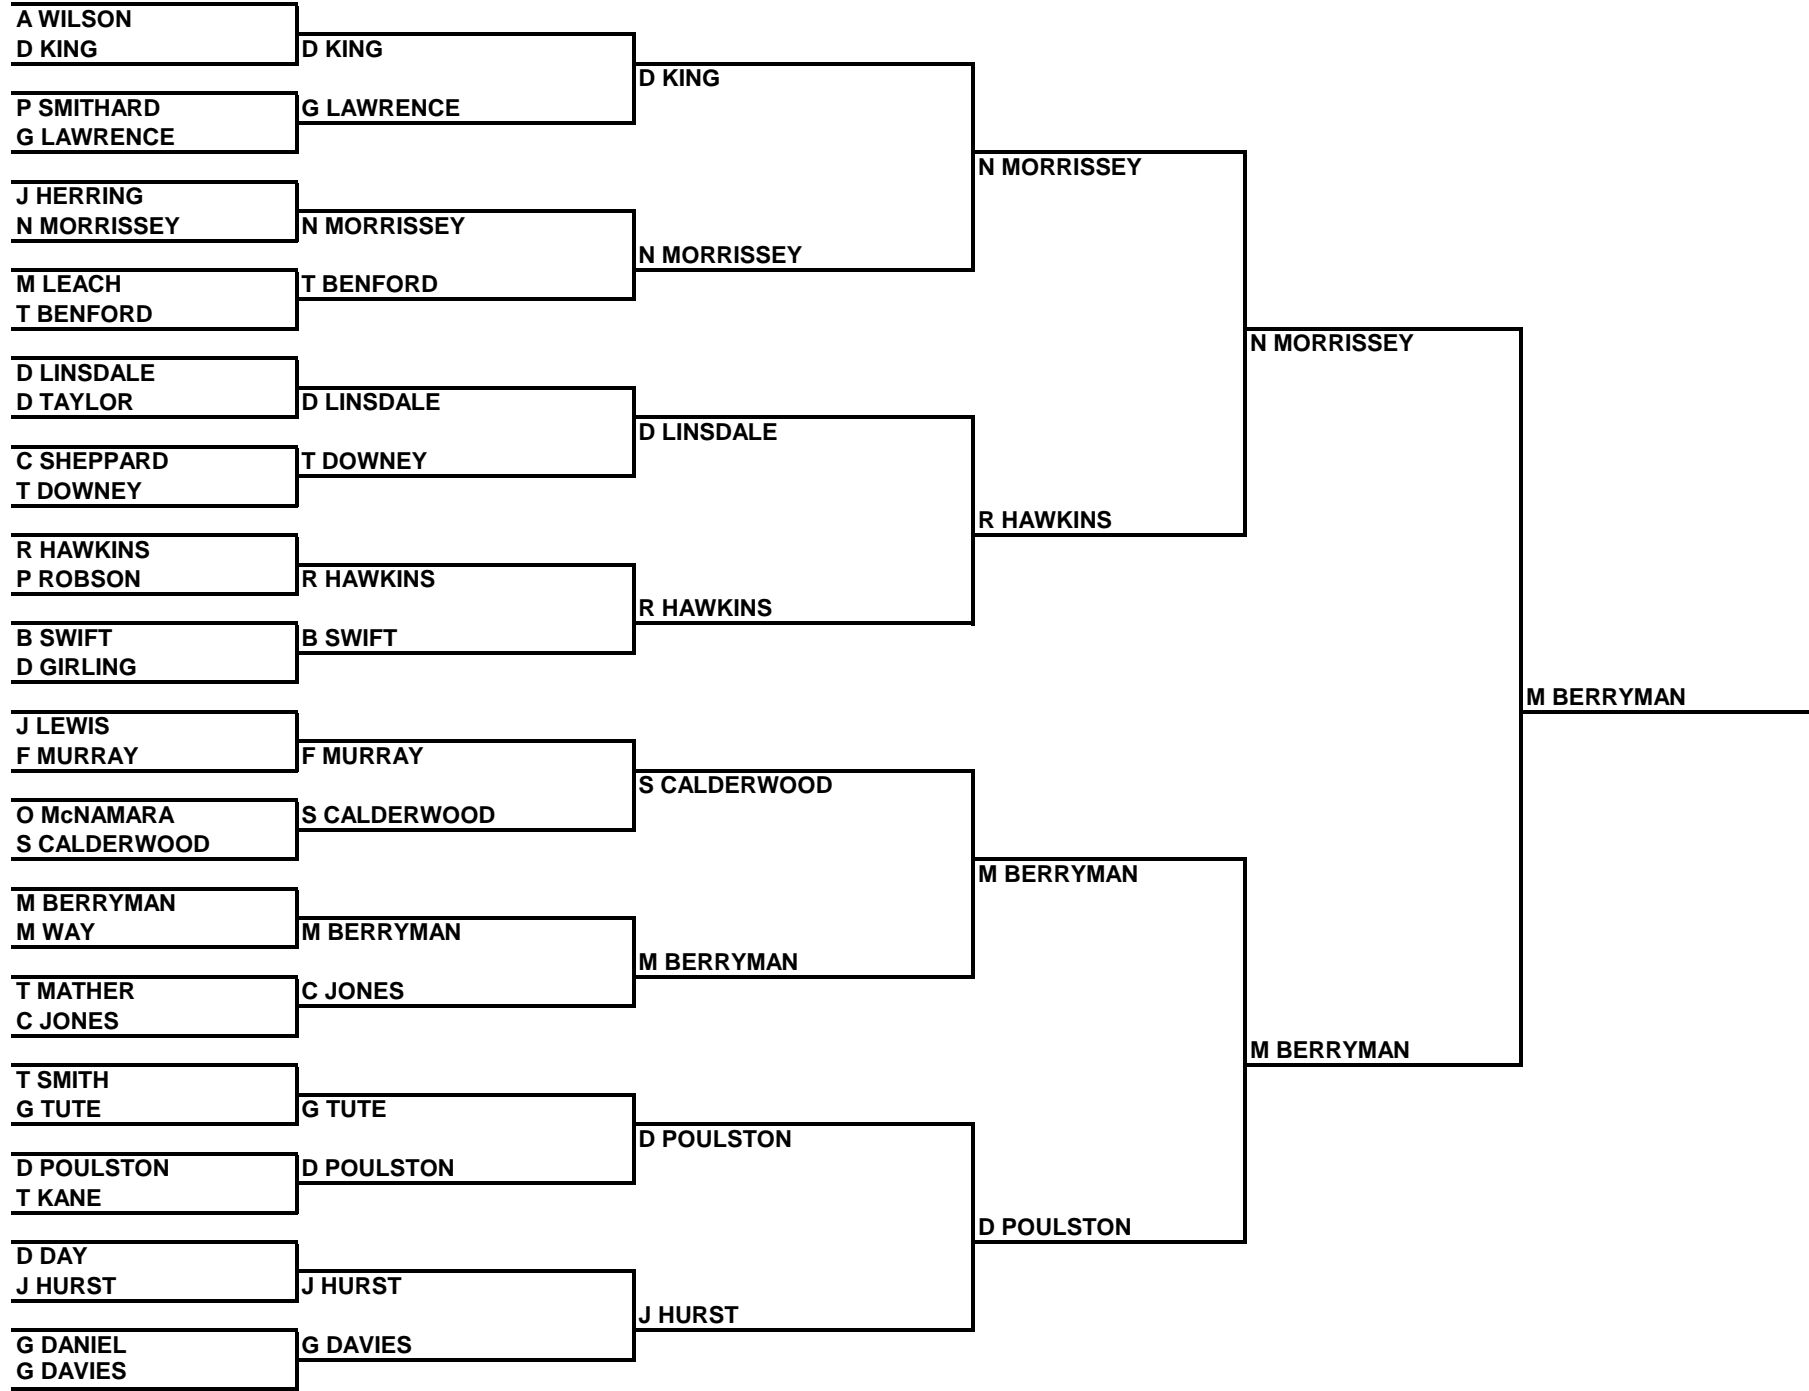 A WILSON
D KING
P SMITHARD
G LAWRENCE
J HERRING
N MORRISSEY
M LEACH
T BENFORD
D LINSDALE
D TAYLOR
C SHEPPARD
T DOWNEY
R HAWKINS
P ROBSON
B SWIFT
D GIRLING
J LEWIS
F MURRAY
O McNAMARA
S CALDERWOOD
M BERRYMAN
M WAY
T MATHER
C JONES
T SMITH
G TUTE
D POULSTON
T KANE
D DAY
J HURST
G DANIEL
G DAVIES
D KING
G LAWRENCE
N MORRISSEY
T BENFORD
D LINSDALE
T DOWNEY
R HAWKINS
B SWIFT
F MURRAY
S CALDERWOOD
M BERRYMAN
C JONES
G TUTE
D POULSTON
J HURST
G DAVIES
D KING
N MORRISSEY
D LINSDALE
R HAWKINS
S CALDERWOOD
M BERRYMAN
D POULSTON
J HURST
N MORRISSEY
R HAWKINS
M BERRYMAN
D POULSTON
N MORRISSEY
M BERRYMAN
M BERRYMAN